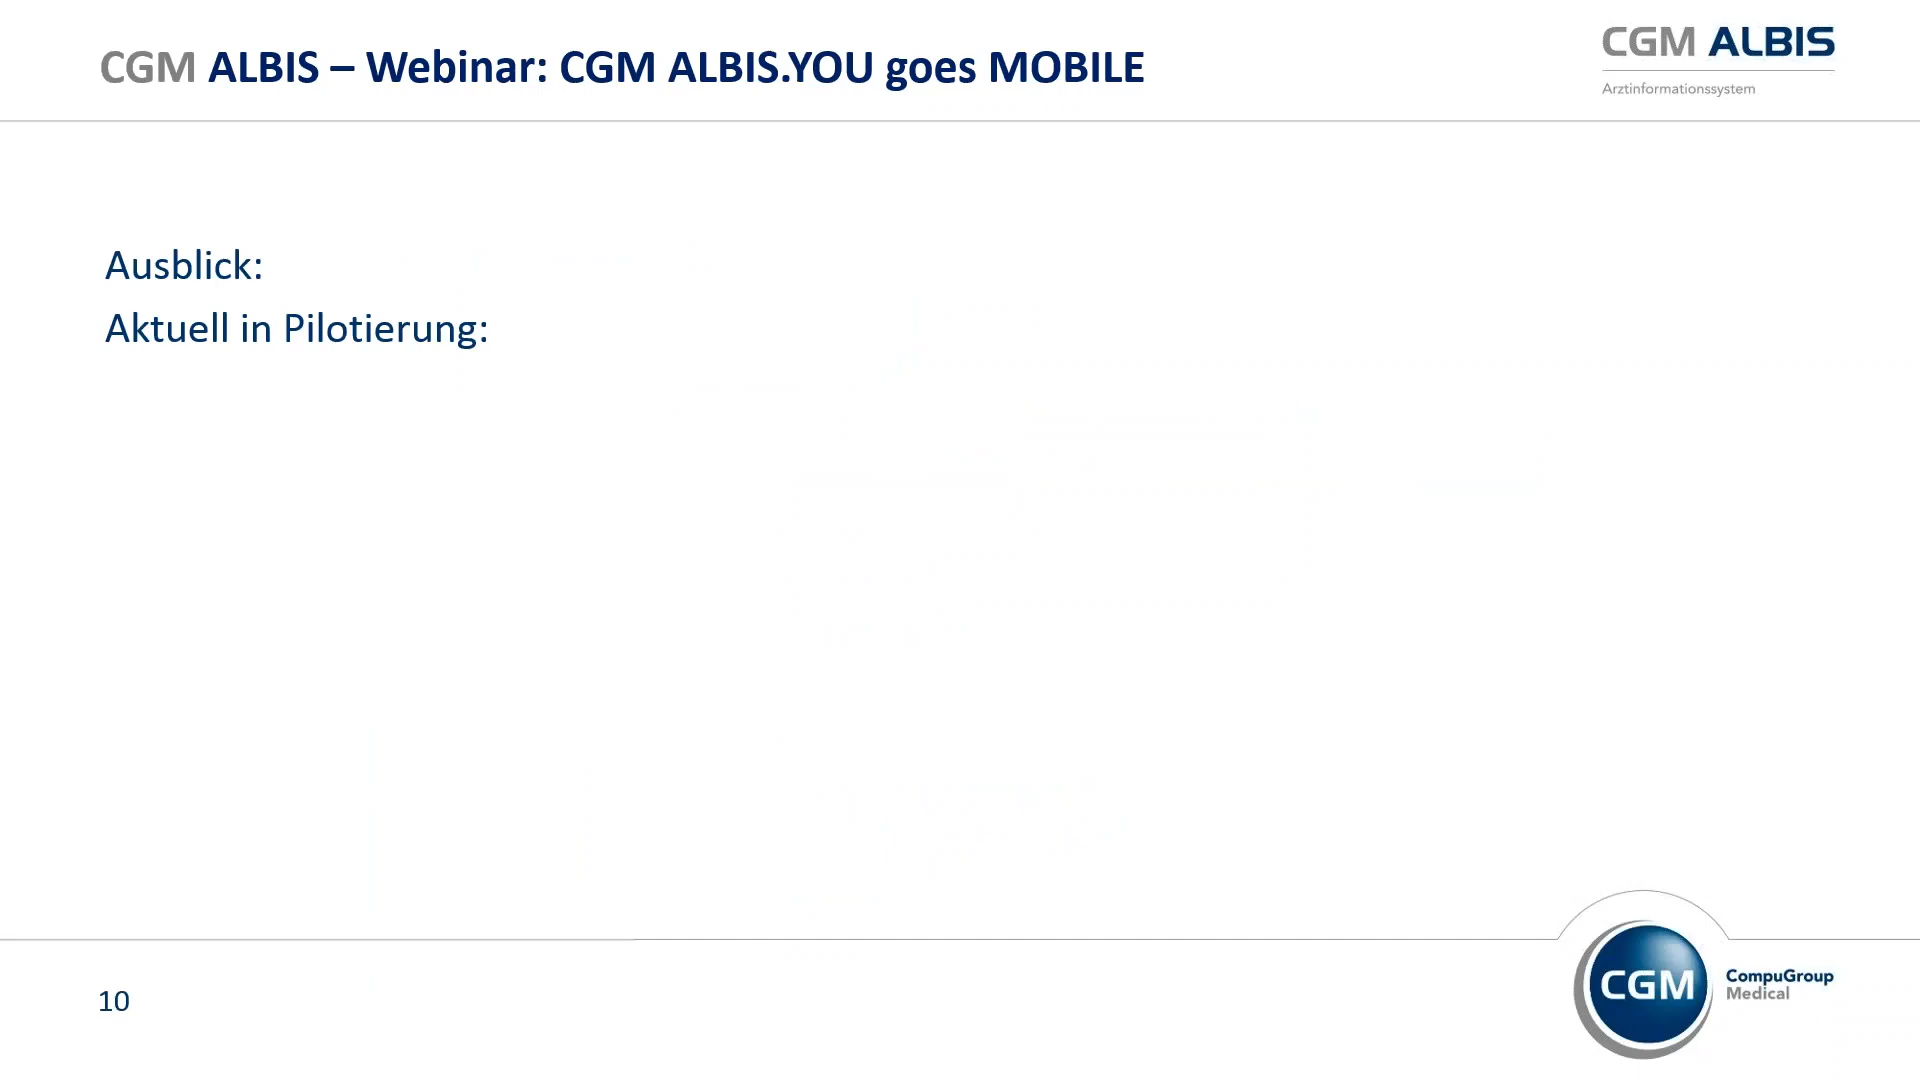 CGM ALBIS – Webinar: CGM ALBIS.YOU goes MOBILE
CGM ALBIS
Arztinformationssystem
Ausblick:
Aktuell in Pilotierung:
10
CGM
CompuGroup
Medical